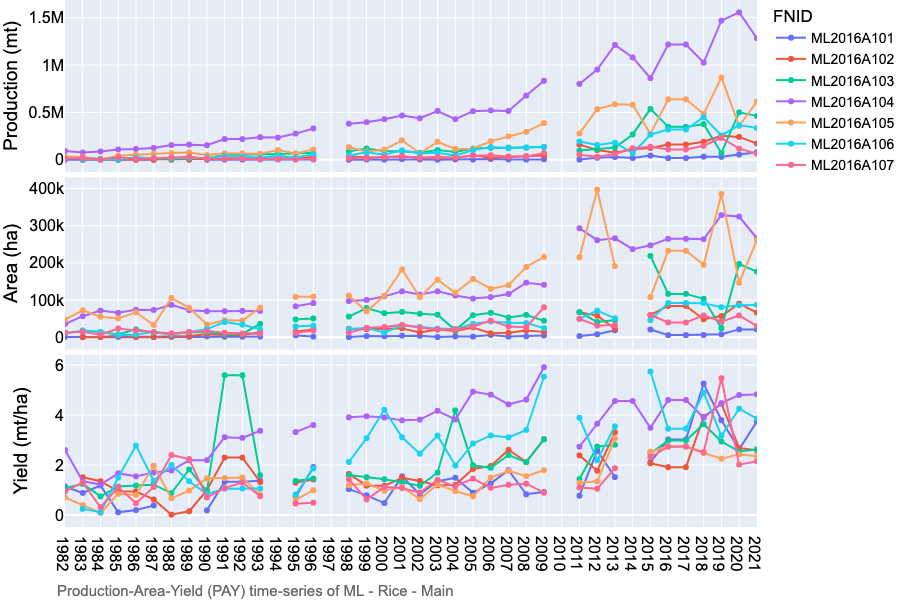 FNID
ML2016A101
ML2016A102
ML2016A103
ML2016A104
ML2016A105
ML2016A106
ML2016A107
Production (mt)
1.5M
1M
0.5M
0
Area (ha)
400k
300k
200k
100k
0
Yield (mt/ha)
6
4
2
0
1982 1983 1984 1985 1986 1987 1988 1989 1990 1991 1992 1993 1994 1995 1996 1997 1998 1999 2000 2001 2002 2003 2004 2005 2006 2007 2008 2009 2010 2011 2012 2013 2014 2015 2016 2017 2018 2019 2020 2021
Production-Area-Yield (PAY) time-series of ML - Rice - Main